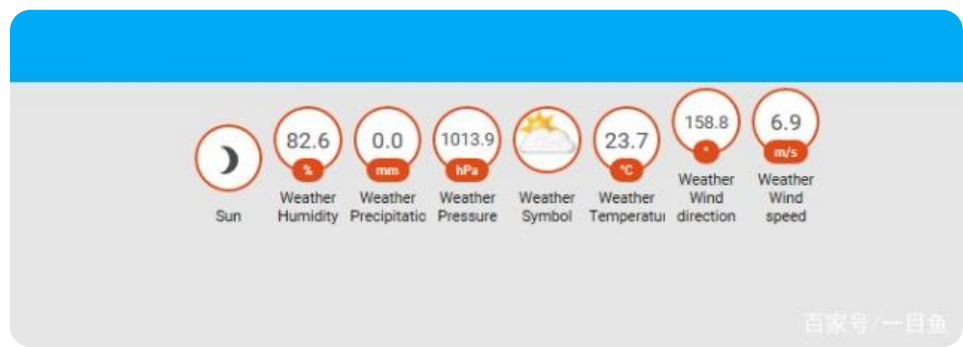 82.6
%
0.0
mm
1013.9
hPa
23.7
°C
158.8
°
6.9
m/s
Sun
Weather
Humidity
Weather
Precipitatic
Weather
Pressure
Weather
Symbol
Weather
Temperatur
Weather
Wind
direction
Weather
Wind
speed
百家号/一目鱼